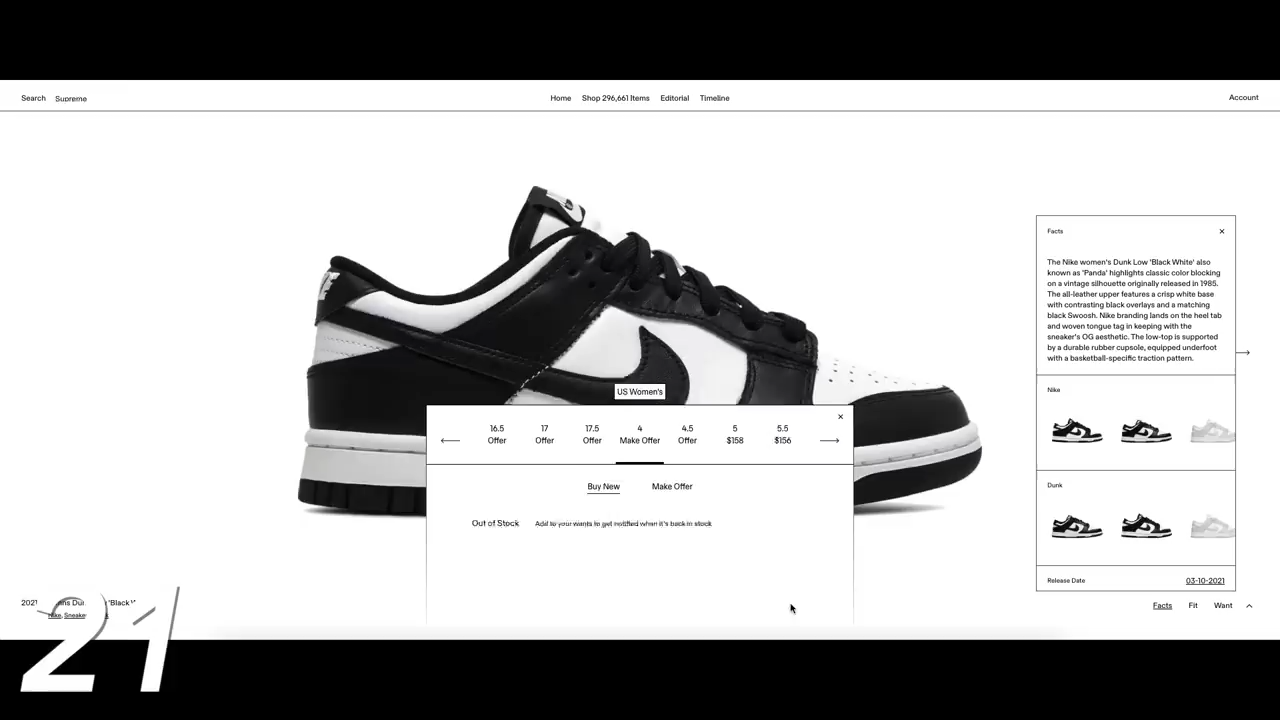 Search Supreme Home Shop 296,661 Items Editorial Timeline Account
Facts
The Nike women's Dunk Low 'Black White' also
known as 'Panda' highlights classic color blocking
on a vintage silhouette originally released in 1985.
The all-leather upper features a crisp white base
with contrasting black overlays and a matching
black Swoosh. Nike branding lands on the heel tab
and woven tongue tag in keeping with the
sneaker's OG aesthetic. The low-top is supported
by a durable rubber cupsole, equipped underfoot
with a basketball-specific traction pattern.
Nike
Dunk
Release Date 03-10-2021
US Women's
16.5 17 17.5 4 4.5 5 5.5
Offer Offer Offer Make Offer Offer $158 $156
Buy New Make Offer
Out of Stock Add to your wants to get notified when it's back in stock
2021 'Black
Nike,
Facts Fit Want
21